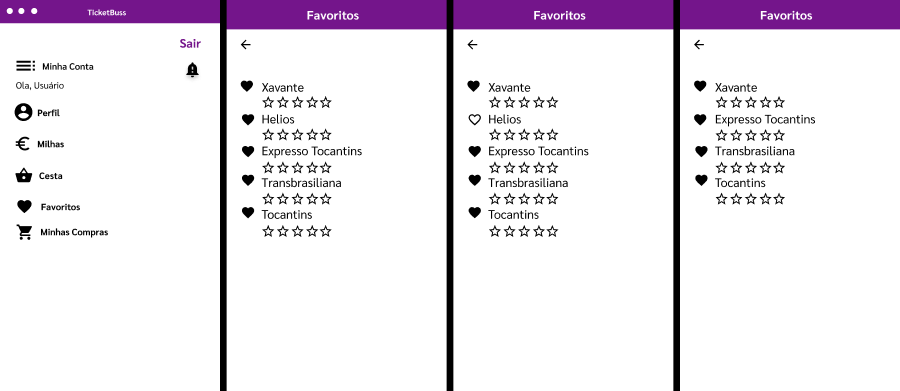 TicketBuss
Sair
Minha Conta
Ola, Usuário
Perfil
Milhas
Cesta
Favoritos
Minhas Compras
Favoritos
Xavante
Helios
Expresso Tocantins
Transbrasiliana
Tocantins
Favoritos
Xavante
Helios
Expresso Tocantins
Transbrasiliana
Tocantins
Favoritos
Xavante
Expresso Tocantins
Transbrasiliana
Tocantins